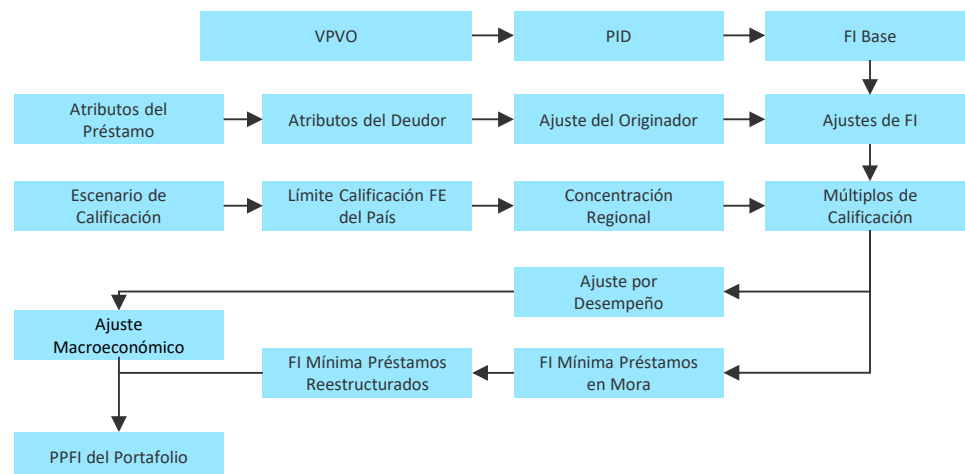 VPVO
PID
FI Base
Atributos del
Préstamo
Atributos del Deudor
Ajuste del Originador
Ajustes de FI
Escenario de
Calificación
Límite Calificación FE
del País
Concentración
Regional
Múltiplos de
Calificación
Ajuste por
Desempeño
Ajuste
Macroeconómico
FI Mínima Préstamos
Reestructurados
FI Mínima Préstamos
en Mora
PPFI del Portafolio